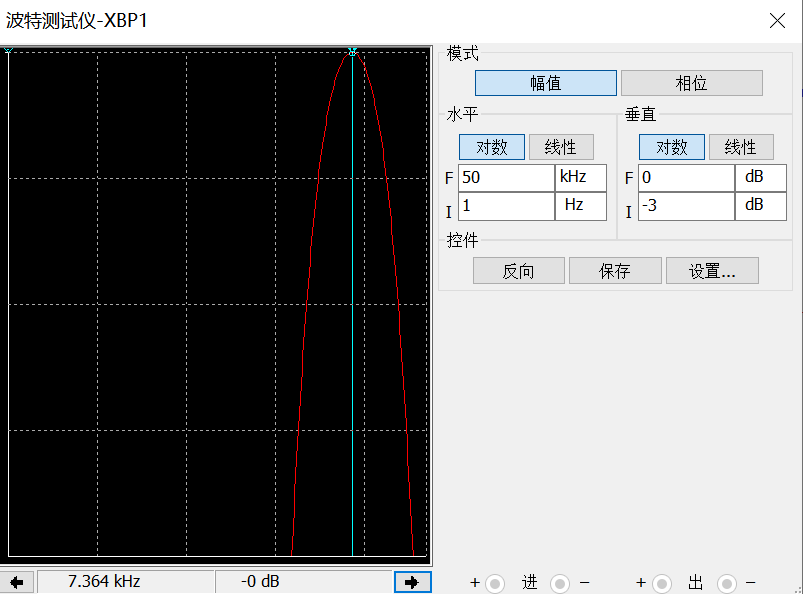 波特测试仪-XBP1
模式
幅值 相位
水平 垂直
对数 线性 对数 线性
F 50 kHz F 0 dB
I 1 Hz I -3 dB
控件
反向 保存 设置...
7.364 kHz -0 dB + 进 − + 出 −